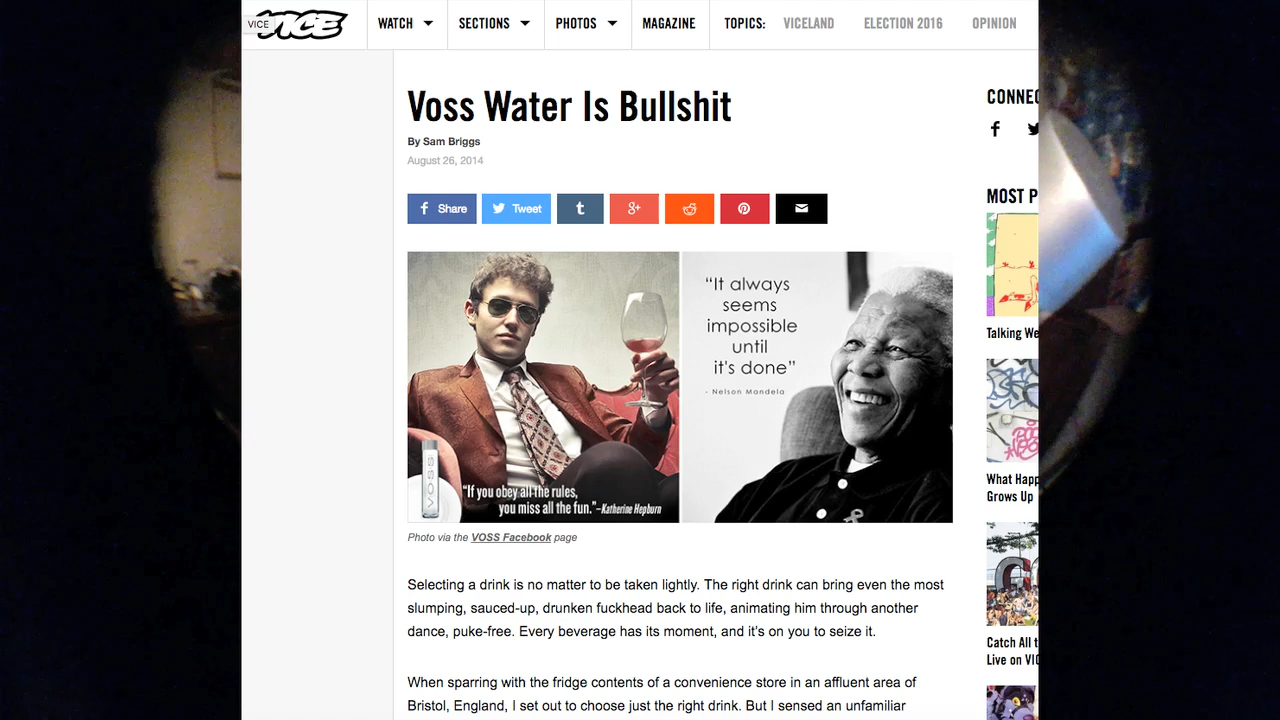 VICE
VICE
WATCH
SECTIONS
PHOTOS
MAGAZINE
TOPICS:
VICELAND
ELECTION 2016
OPINION
Voss Water Is Bullshit
By Sam Briggs
August 26, 2014
Share
Tweet
t
g+
“It always
seems
impossible
until
it's done”
- Nelson Mandela
VOSS
“If you obey all the rules,
you miss all the fun.” –Katherine Hepburn
Photo via the VOSS Facebook page
Selecting a drink is no matter to be taken lightly. The right drink can bring even the most
slumping, sauced-up, drunken fuckhead back to life, animating him through another
dance, puke-free. Every beverage has its moment, and it's on you to seize it.
When sparring with the fridge contents of a convenience store in an affluent area of
Bristol, England, I set out to choose just the right drink. But I sensed an unfamiliar
CONNEC
MOST P
Talking We
What Happ
Grows Up
Catch All t
Live on VIC